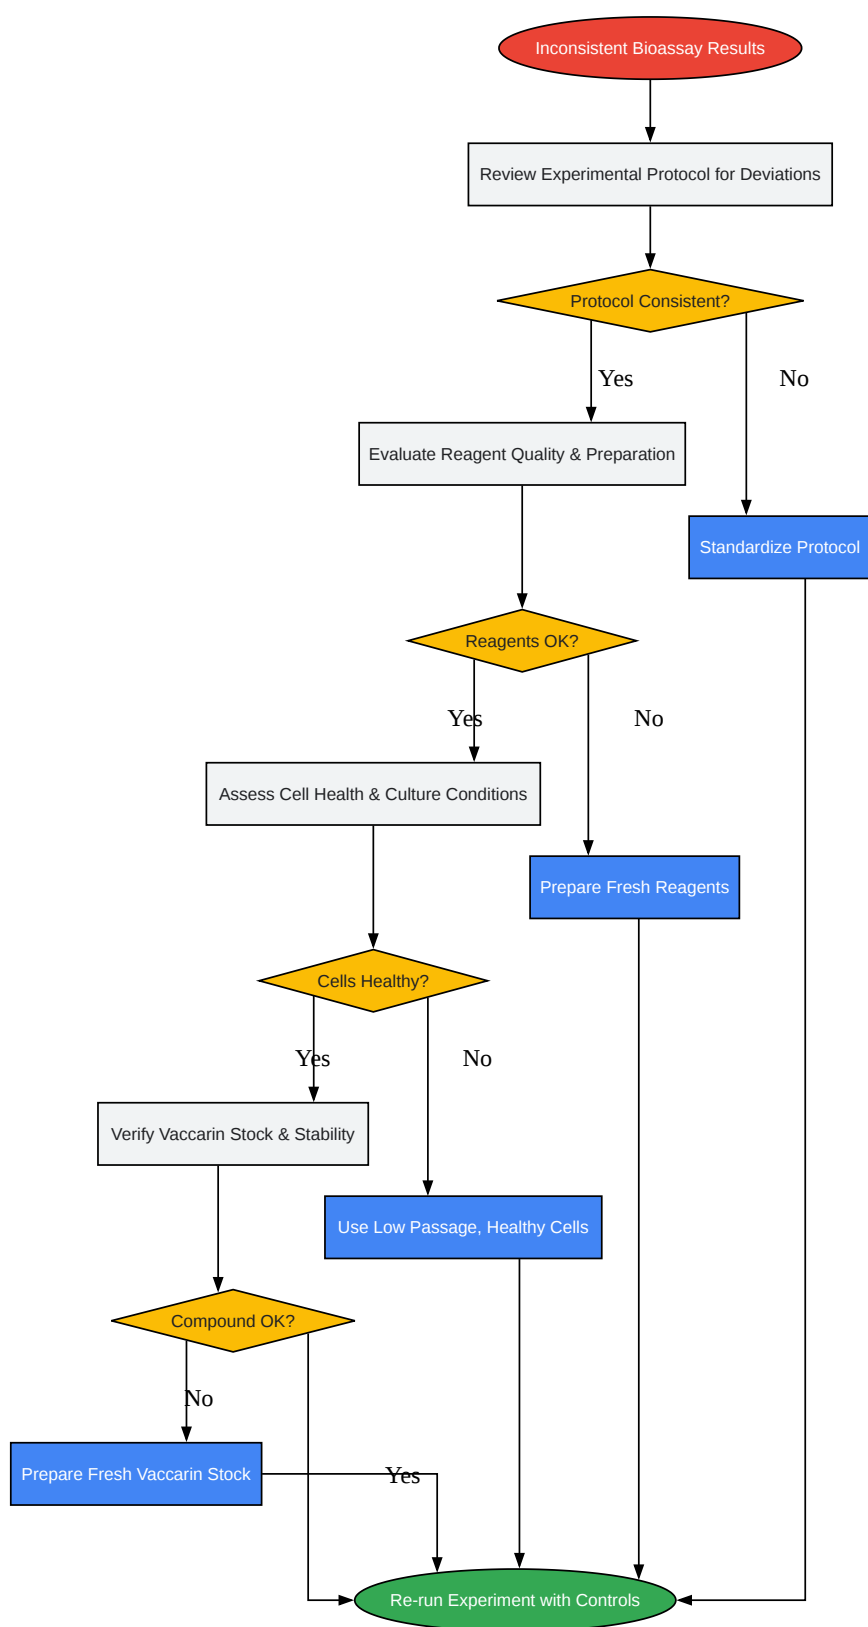 Inconsistent Bioassay Results
Review Experimental Protocol for Deviations
Protocol Consistent?
Yes
No
Evaluate Reagent Quality & Preparation
Standardize Protocol
Reagents OK?
Yes
No
Assess Cell Health & Culture Conditions
Prepare Fresh Reagents
Cells Healthy?
Yes
No
Verify Vaccarin Stock & Stability
Use Low Passage, Healthy Cells
Compound OK?
No
Prepare Fresh Vaccarin Stock
Yes
Re-run Experiment with Controls